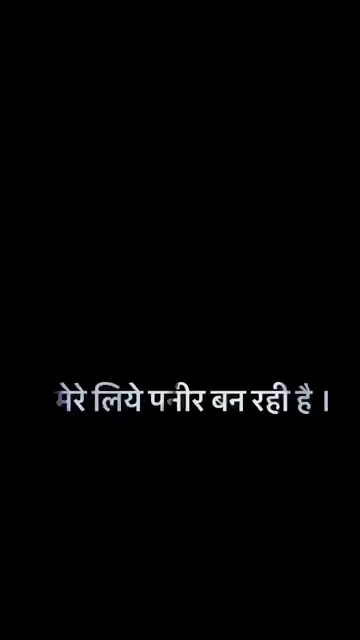 मेरे लिये पनीर बन रही है ।